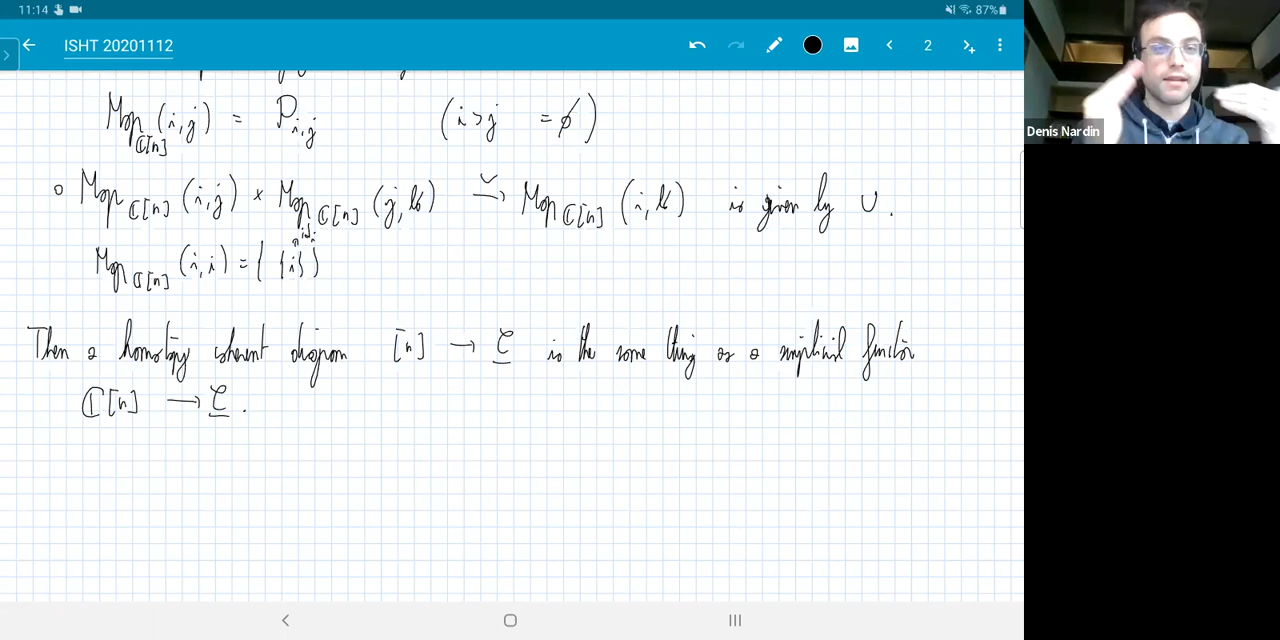 11:14 87%
ISHT 20201112
2
Map_{ℂ[n]}(i,j) = P_{i,j} (i>j = ∅)
∘ Map_{ℂ[n]}(i,j) × Map_{ℂ[n]}(j,k) → Map_{ℂ[n]}(i,k) is given by ∪.
Map_{ℂ[n]}(i,i) = { {i} }
Then a homotopy coherent diagram [n] → C is the same thing as a simplicial functor
ℂ[n] → C.
Denis Nardin